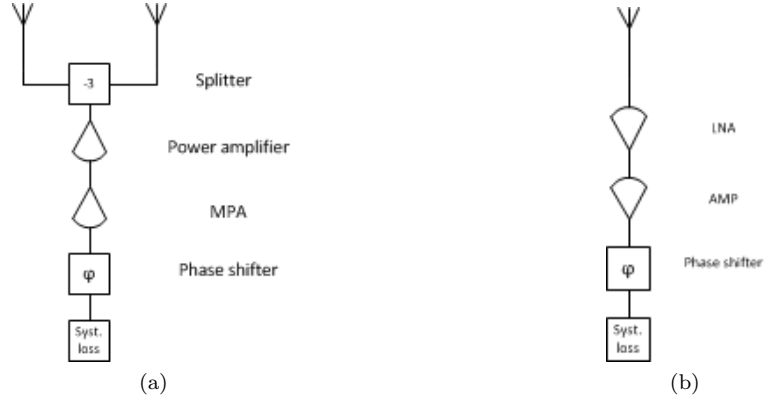 -3
Splitter
Power amplifier
MPA
φ
Phase shifter
Syst.
loss
(a)
LNA
AMP
φ
Phase shifter
Syst.
loss
(b)